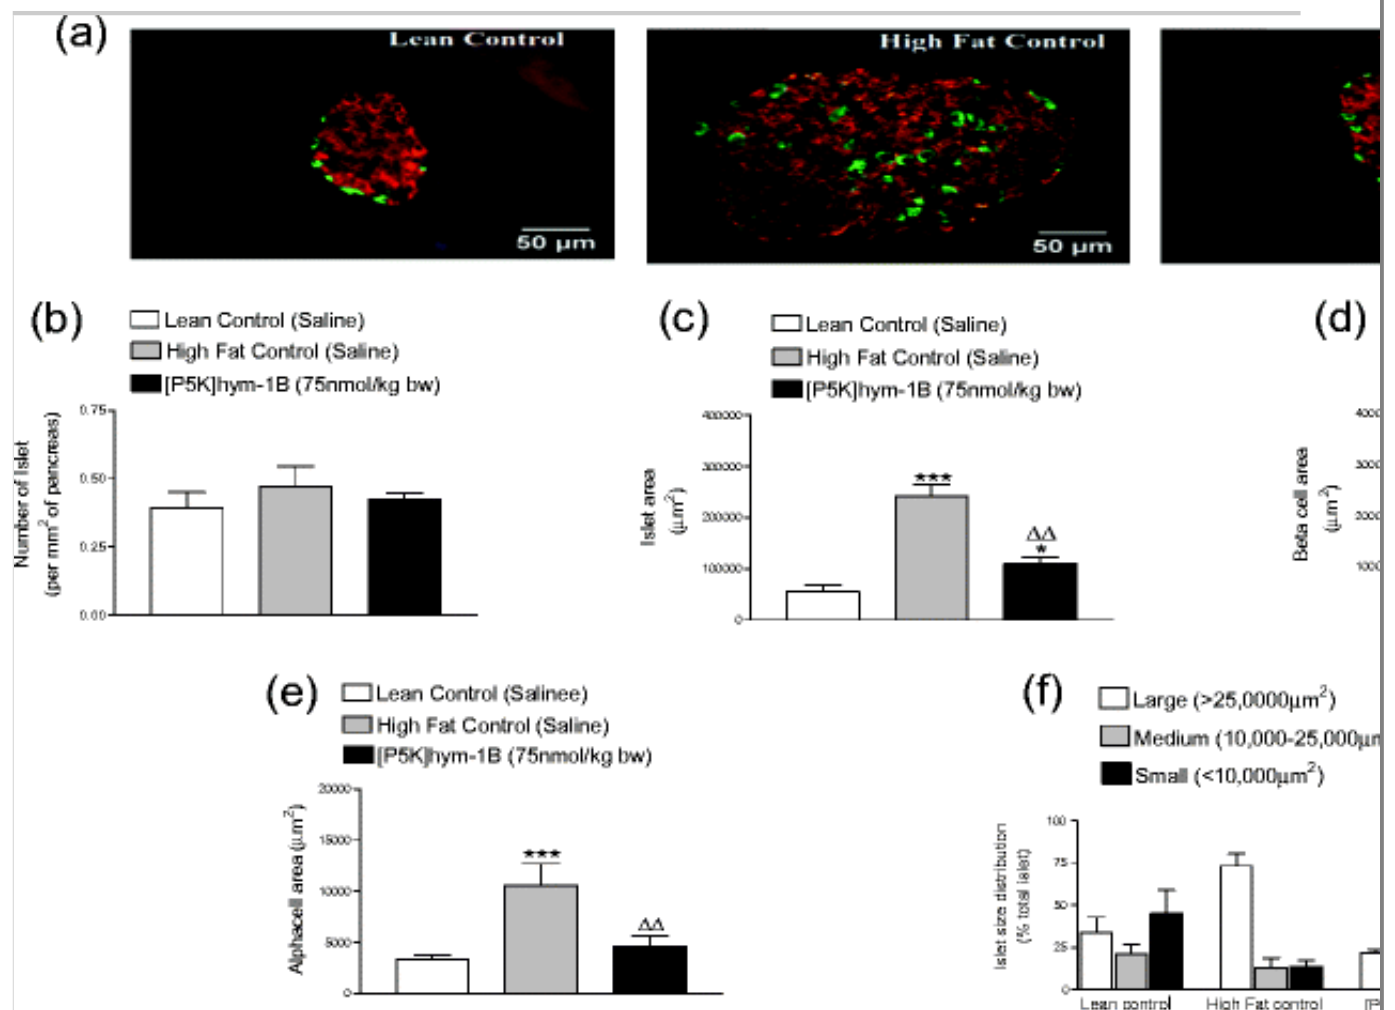 (a)
Lean Control
High Fat Control
50 µm
50 µm
(b)
Lean Control (Saline)
High Fat Control (Saline)
[P5K]hym-1B (75nmol/kg bw)
Number of Islet
(per mm² of pancreas)
0.75
0.50
0.25
0.00
(c)
Lean Control (Saline)
High Fat Control (Saline)
[P5K]hym-1B (75nmol/kg bw)
Islet area
(µm²)
400000
300000
200000
100000
0
***
ΔΔ
*
(d)
Beta cell area
(µm²)
(e)
Lean Control (Salinee)
High Fat Control (Saline)
[P5K]hym-1B (75nmol/kg bw)
Alphacell area (µm²)
20000
15000
10000
5000
0
***
ΔΔ
(f)
Large (>25,0000µm²)
Medium (10,000-25,000µm
Small (<10,000µm²)
Islet size distribution
(% total islet)
100
75
50
25
0
Lean control
High Fat control
[P